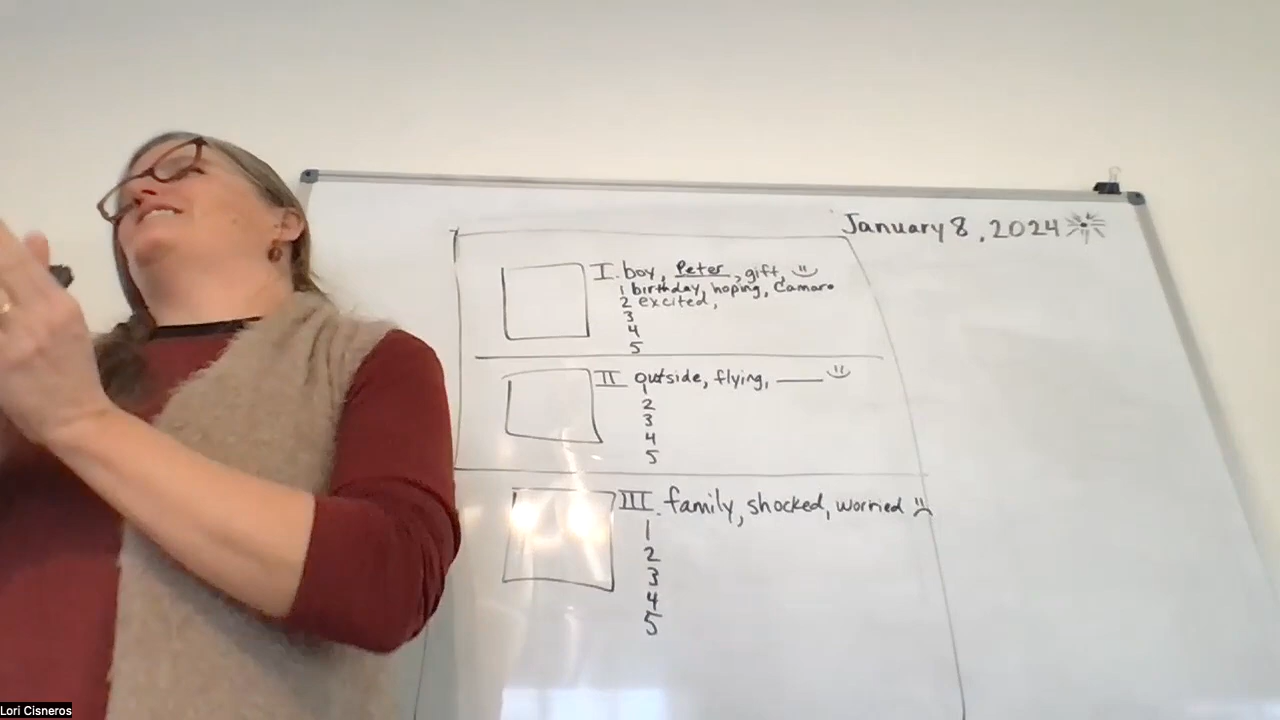 January 8, 2024
I. boy, Peter, gift,
1 birthday, hoping, Camaro
2 excited,
3
4
5
II outside, flying, ____
1
2
3
4
5
III. family, shocked, worried
1
2
3
4
5
Lori Cisneros